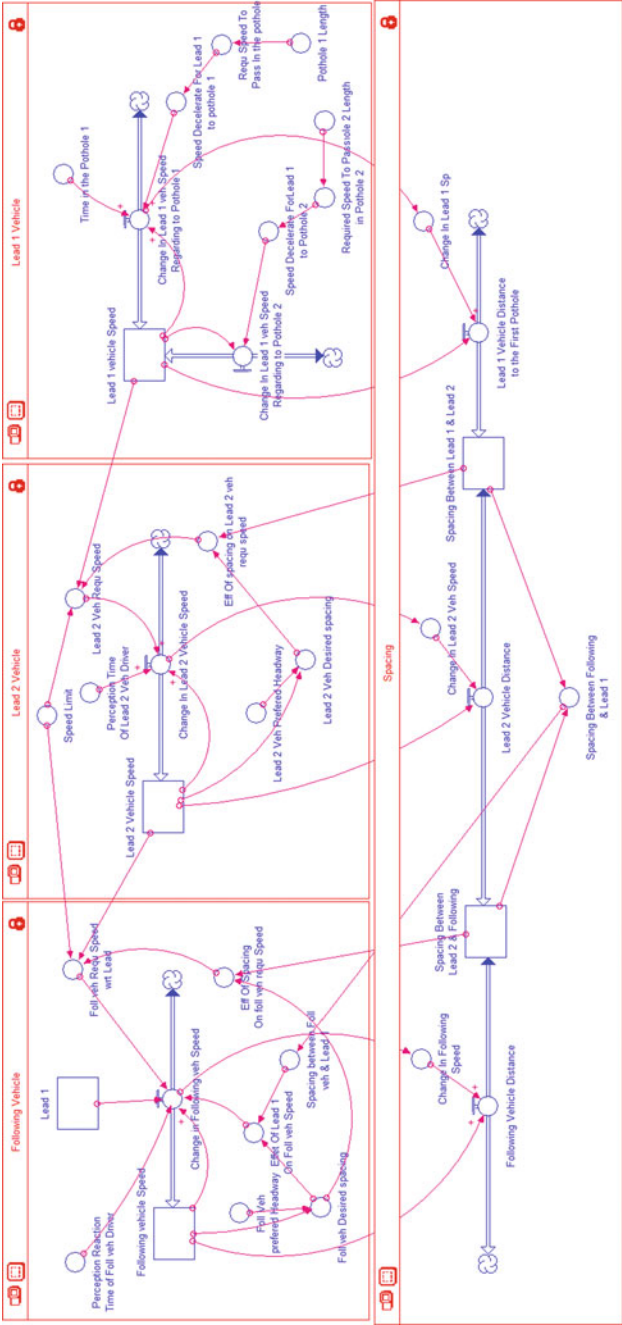 Following Vehicle
Perception Reaction
Time of Foll veh Driver
Lead 1
Foll veh Requ Speed
wrt Lead
Following vehicle Speed
Change in Following veh Speed
Eff Of Spacing
On foll veh requ Speed
Foll Veh
prefered Headway
Effet Of Lead 1
On Foll veh Speed
Spacing between Foll
veh & Lead 1
Foll veh Desired spacing
Lead 2 Vehicle
Speed Limit
Lead 2 Veh Requ Speed
Perception Time
Of Lead 2 Veh Driver
Lead 2 Vehicle Speed
Change In Lead 2 Vehicle Speed
Eff Of spacing on Lead 2 veh
requ speed
Lead 2 Veh Prefered Headway
Lead 2 Veh Desired spacing
Lead 1 Vehicle
Time in the Pothole 1
Lead 1 vehicle Speed
Change In Lead 1 veh Speed
Regarding to Pothole 1
Speed Decelerate For Lead 1
to pothole 1
Requ Speed To
Pass In the pothole
Pothole 1 Length
Change In Lead 1 veh Speed
Regarding to Pothole 2
Speed Decelerate ForLead 1
to Pothole 2
Required Speed To Pass
in Pothole 2
ole 2 Length
Spacing
Change In Following
Speed
Following Vehicle Distance
Spacing Between
Lead 2 & Following
Change In Lead 2 Veh Speed
Lead 2 Vehicle Distance
Spacing Between Lead 1 & Lead 2
Change In Lead 1 Sp
Lead 1 Vehicle Distance
to the First Pothole
Spacing Between Following
& Lead 1